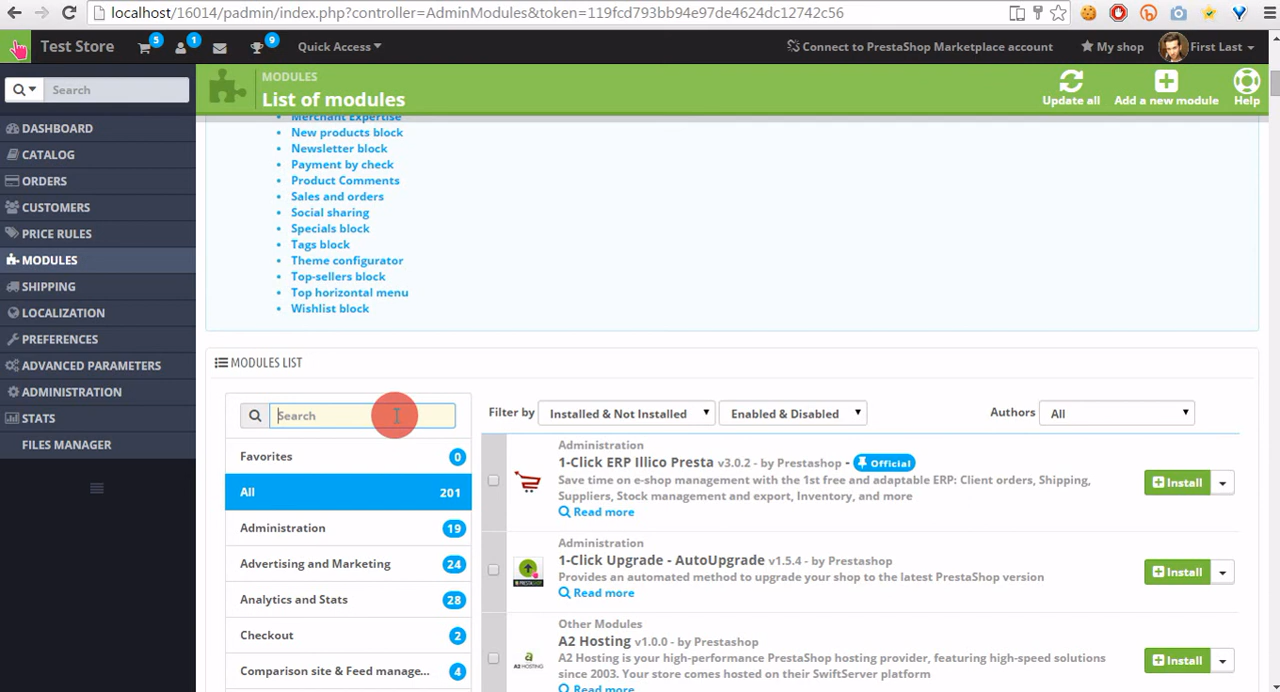 localhost/16014/padmin/index.php?controller=AdminModules&token=119fcd793bb94e97de4624dc12742c56
Test Store 5 1 9 Quick Access Connect to PrestaShop Marketplace account My shop First Last
Search
MODULES
List of modules
Update all Add a new module Help
DASHBOARD
CATALOG
ORDERS
CUSTOMERS
PRICE RULES
MODULES
SHIPPING
LOCALIZATION
PREFERENCES
ADVANCED PARAMETERS
ADMINISTRATION
STATS
FILES MANAGER
Merchant Expertise
New products block
Newsletter block
Payment by check
Product Comments
Sales and orders
Social sharing
Specials block
Tags block
Theme configurator
Top-sellers block
Top horizontal menu
Wishlist block
MODULES LIST
Search
Favorites 0
All 201
Administration 19
Advertising and Marketing 24
Analytics and Stats 28
Checkout 2
Comparison site & Feed manage... 4
Filter by Installed & Not Installed Enabled & Disabled Authors All
Administration
1-Click ERP Illico Presta v3.0.2 - by Prestashop - Official
Save time on e-shop management with the 1st free and adaptable ERP: Client orders, Shipping,
Suppliers, Stock management and export, Inventory, and more
Read more
Install
Administration
1-Click Upgrade - AutoUpgrade v1.5.4 - by Prestashop
Provides an automated method to upgrade your shop to the latest PrestaShop version
Read more
Install
Other Modules
A2 Hosting v1.0.0 - by Prestashop
A2 HOSTING
A2 Hosting is your high-performance PrestaShop hosting provider, featuring high-speed solutions
since 2003. Your store comes hosted on their SwiftServer platform
Read more
Install